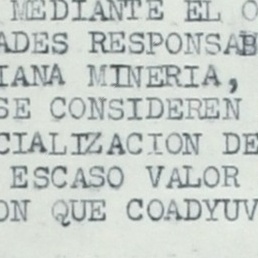 MEDIANTE EL O
ADES RESPONSAB
IANA MINERIA,
SE CONSIDEREN
CIALIZACION DE
ESCASO VALOR
ON QUE COADYUV